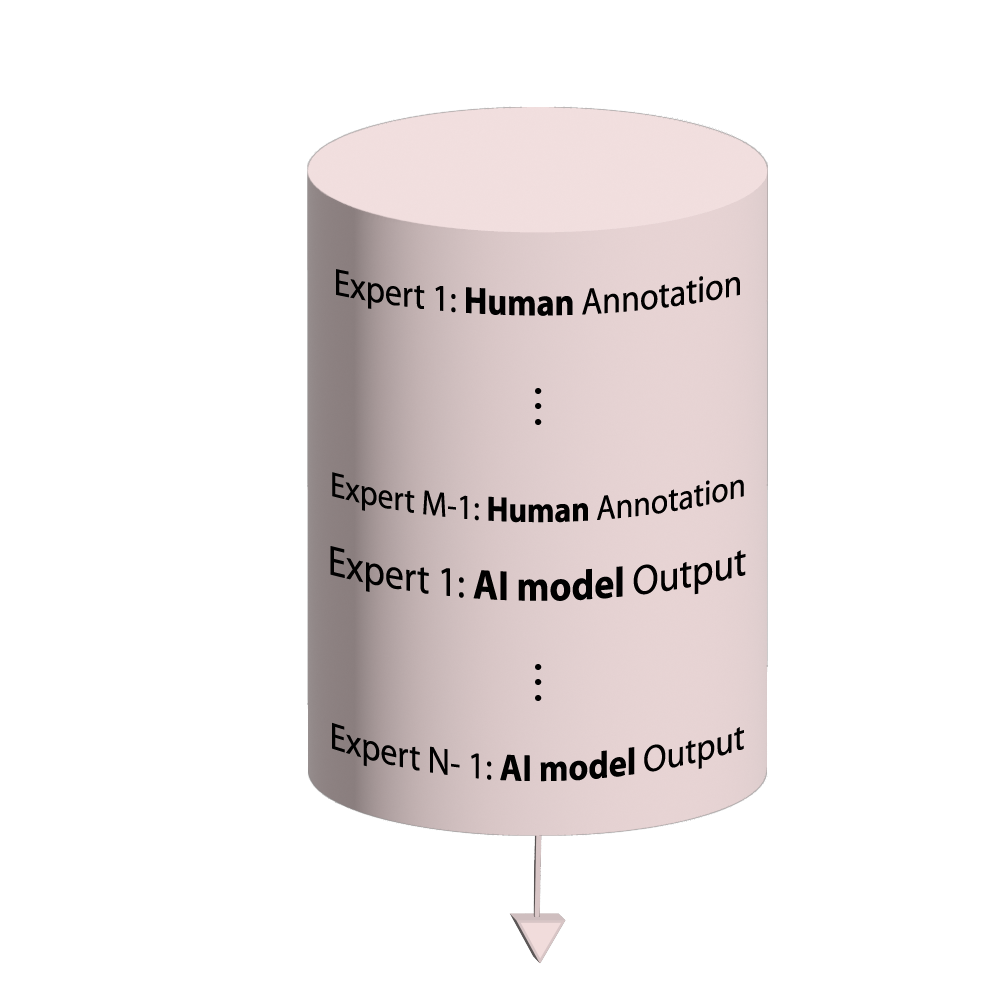 Expert 1: Human Annotation
⋮
Expert M-1: Human Annotation
Expert 1: AI model Output
⋮
Expert N- 1: AI model Output